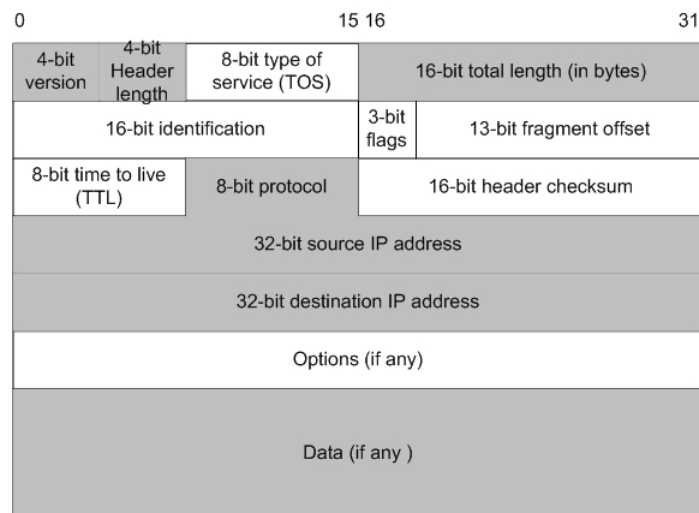 0 15 16 31
4-bit
version
4-bit
Header
length
8-bit type of
service (TOS)
16-bit total length (in bytes)
16-bit identification
3-bit
flags
13-bit fragment offset
8-bit time to live
(TTL)
8-bit protocol
16-bit header checksum
32-bit source IP address
32-bit destination IP address
Options (if any)
Data (if any )